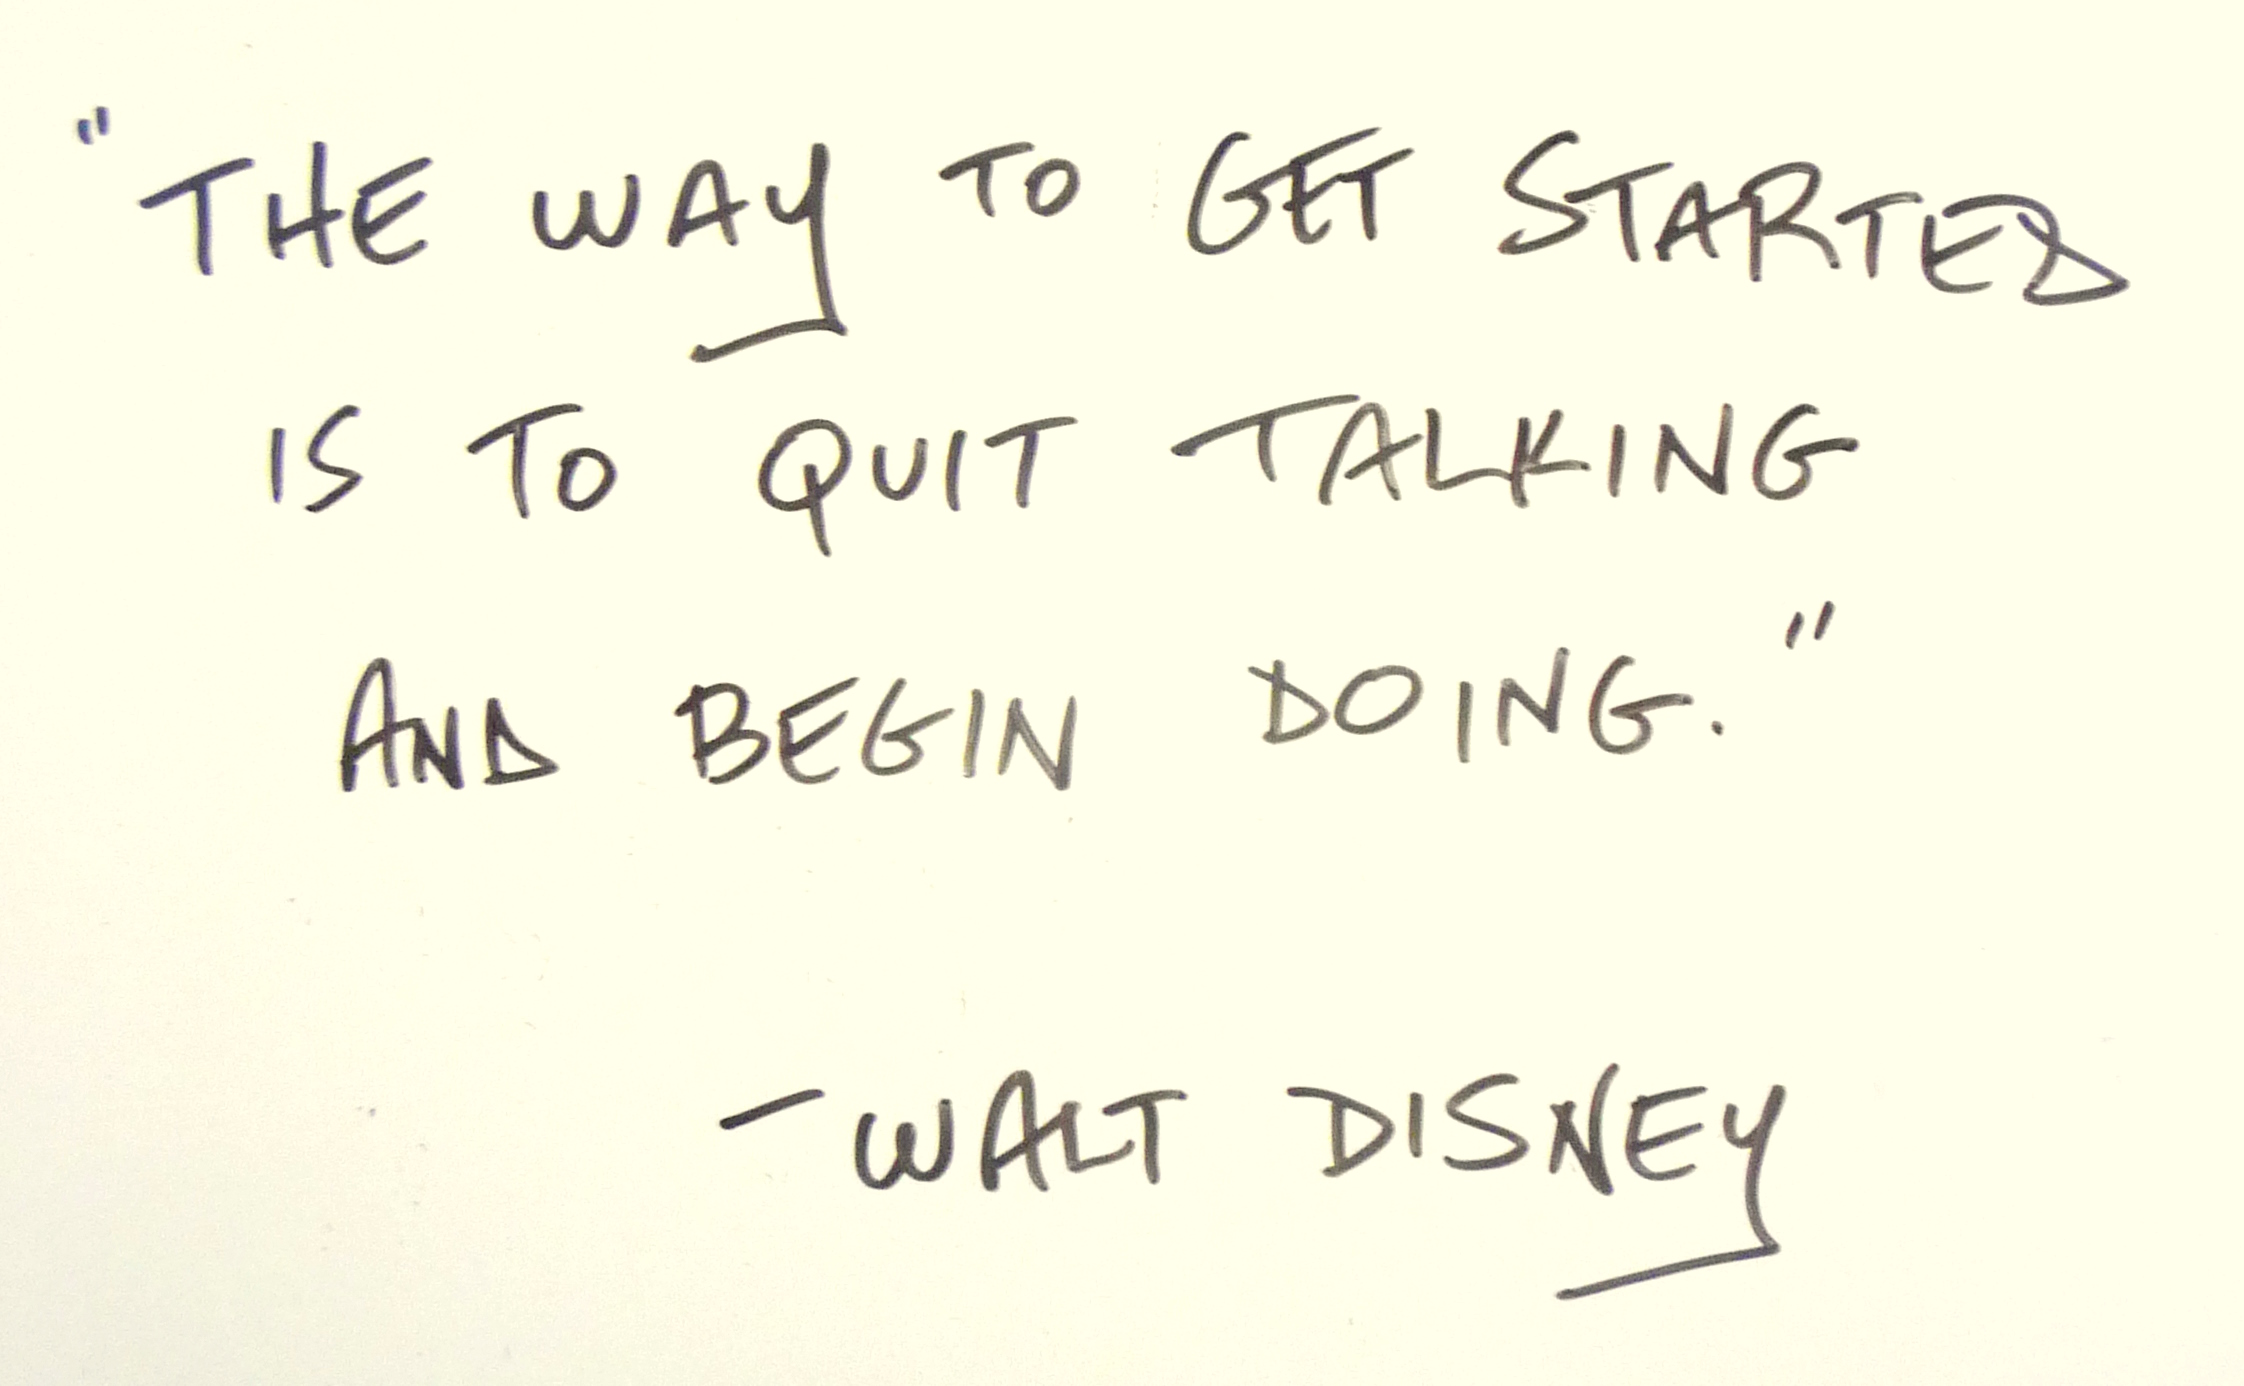 "THE WAY TO GET STARTED
IS TO QUIT TALKING
AND BEGIN DOING."
-WALT DISNEY